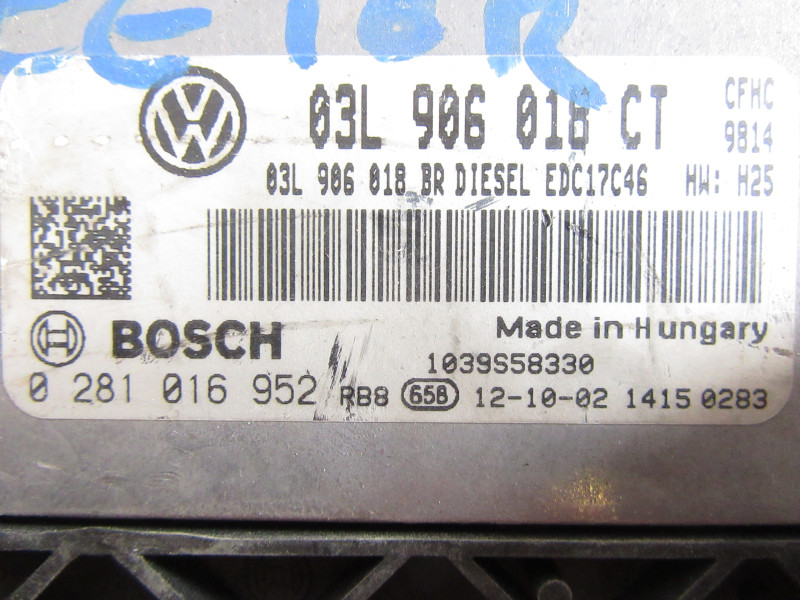 03L 906 018 CT
CFHC
9814
03L 906 018 BR DIESEL EDC17C46 HW: H25
BOSCH
Made in Hungary
1039S58330
0 281 016 952 RB8 65B 12-10-02 1415 0283